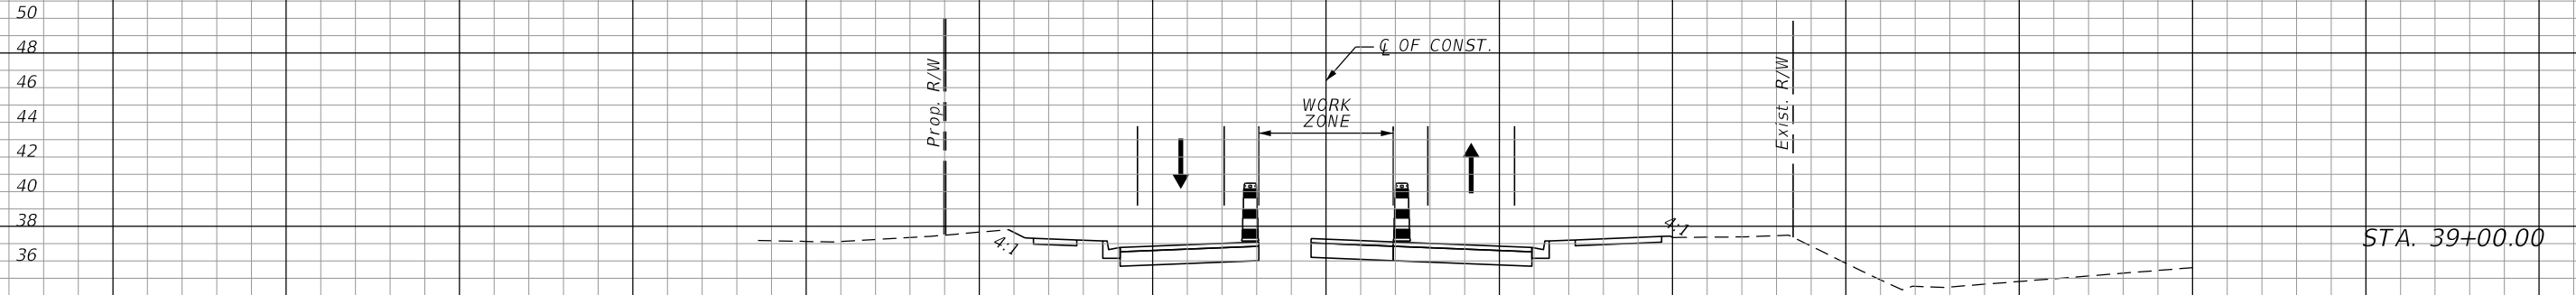 50
48
46
44
42
40
38
36
Prop. R/W
℄ OF CONST.
WORK
ZONE
Exist. R/W
4:1
4:1
STA. 39+00.00